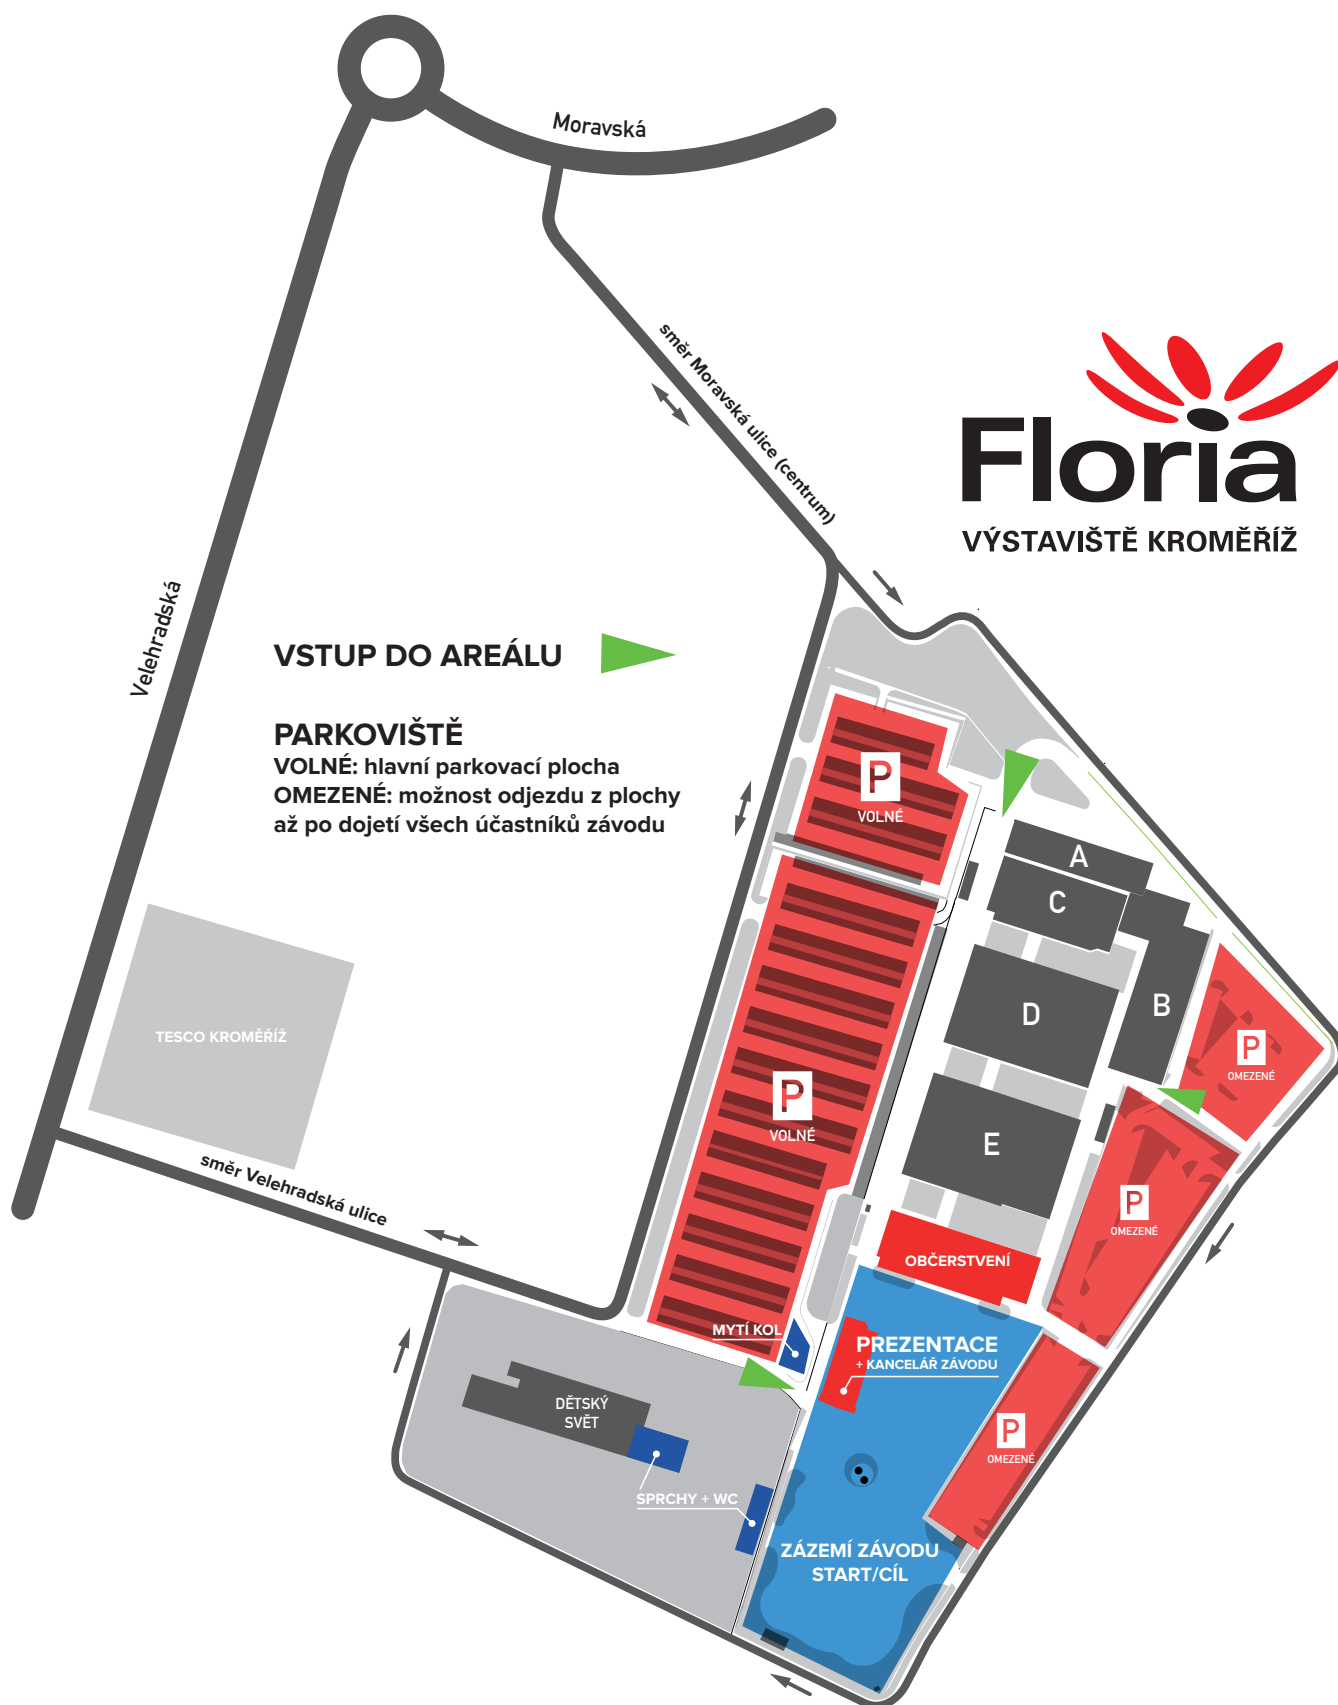 Moravská
směr Moravská ulice (centrum)
Floria
VÝSTAVIŠTĚ KROMĚŘÍŽ
Velehradská
VSTUP DO AREÁLU
PARKOVIŠTĚ
VOLNÉ: hlavní parkovací plocha
OMEZENÉ: možnost odjezdu z plochy
až po dojetí všech účastníků závodu
P
VOLNÉ
A
C
B
D
TESCO KROMĚŘÍŽ
P
OMEZENÉ
P
VOLNÉ
E
P
OMEZENÉ
směr Velehradská ulice
OBČERSTVENÍ
MYTÍ KOL
PREZENTACE
+ KANCELÁŘ ZÁVODU
DĚTSKÝ
SVĚT
P
OMEZENÉ
SPRCHY + WC
ZÁZEMÍ ZÁVODU
START/CÍL